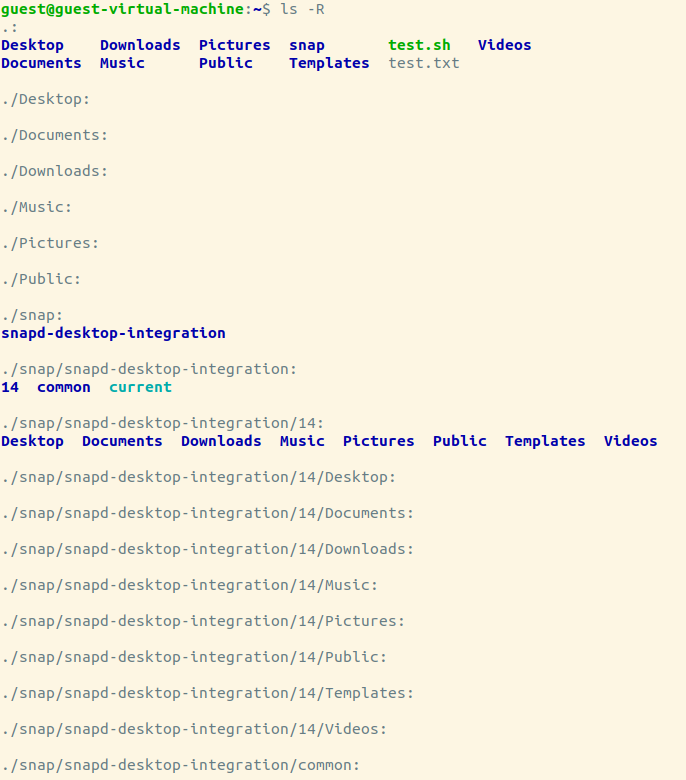 guest@guest-virtual-machine:~$ ls -R
.:
Desktop    Downloads  Pictures  snap       test.sh   Videos
Documents  Music      Public    Templates  test.txt

./Desktop:

./Documents:

./Downloads:

./Music:

./Pictures:

./Public:

./snap:
snapd-desktop-integration

./snap/snapd-desktop-integration:
14  common  current

./snap/snapd-desktop-integration/14:
Desktop  Documents  Downloads  Music  Pictures  Public  Templates  Videos

./snap/snapd-desktop-integration/14/Desktop:

./snap/snapd-desktop-integration/14/Documents:

./snap/snapd-desktop-integration/14/Downloads:

./snap/snapd-desktop-integration/14/Music:

./snap/snapd-desktop-integration/14/Pictures:

./snap/snapd-desktop-integration/14/Public:

./snap/snapd-desktop-integration/14/Templates:

./snap/snapd-desktop-integration/14/Videos:

./snap/snapd-desktop-integration/common: